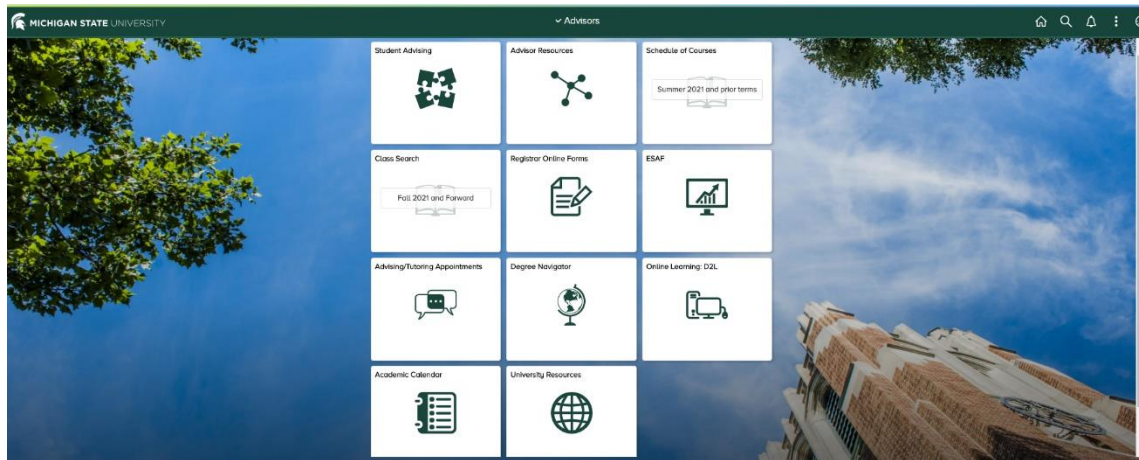 MICHIGAN STATE UNIVERSITY
Advisors
Student Advising
Advisor Resources
Schedule of Courses
Summer 2021 and prior terms
Class Search
Fall 2021 and Forward
Registrar Online Forms
ESAF
Advising/Tutoring Appointments
Degree Navigator
Online Learning: D2L
Academic Calendar
University Resources